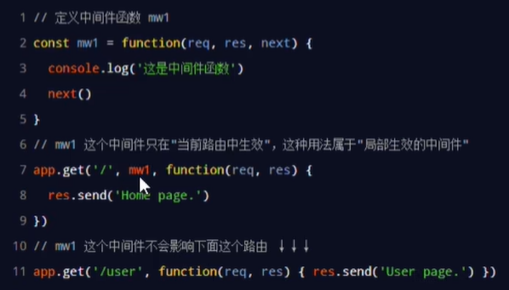 1 // 定义中间件函数 mw1
2 const mw1 = function(req, res, next) {
3 console.log('这是中间件函数')
4 next()
5 }
6 // mw1 这个中间件只在"当前路由中生效"，这种用法属于"局部生效的中间件"
7 app.get('/', mw1, function(req, res) {
8 res.send('Home page.')
9 })
10 // mw1 这个中间件不会影响下面这个路由 ↓↓↓
11 app.get('/user', function(req, res) { res.send('User page.') })